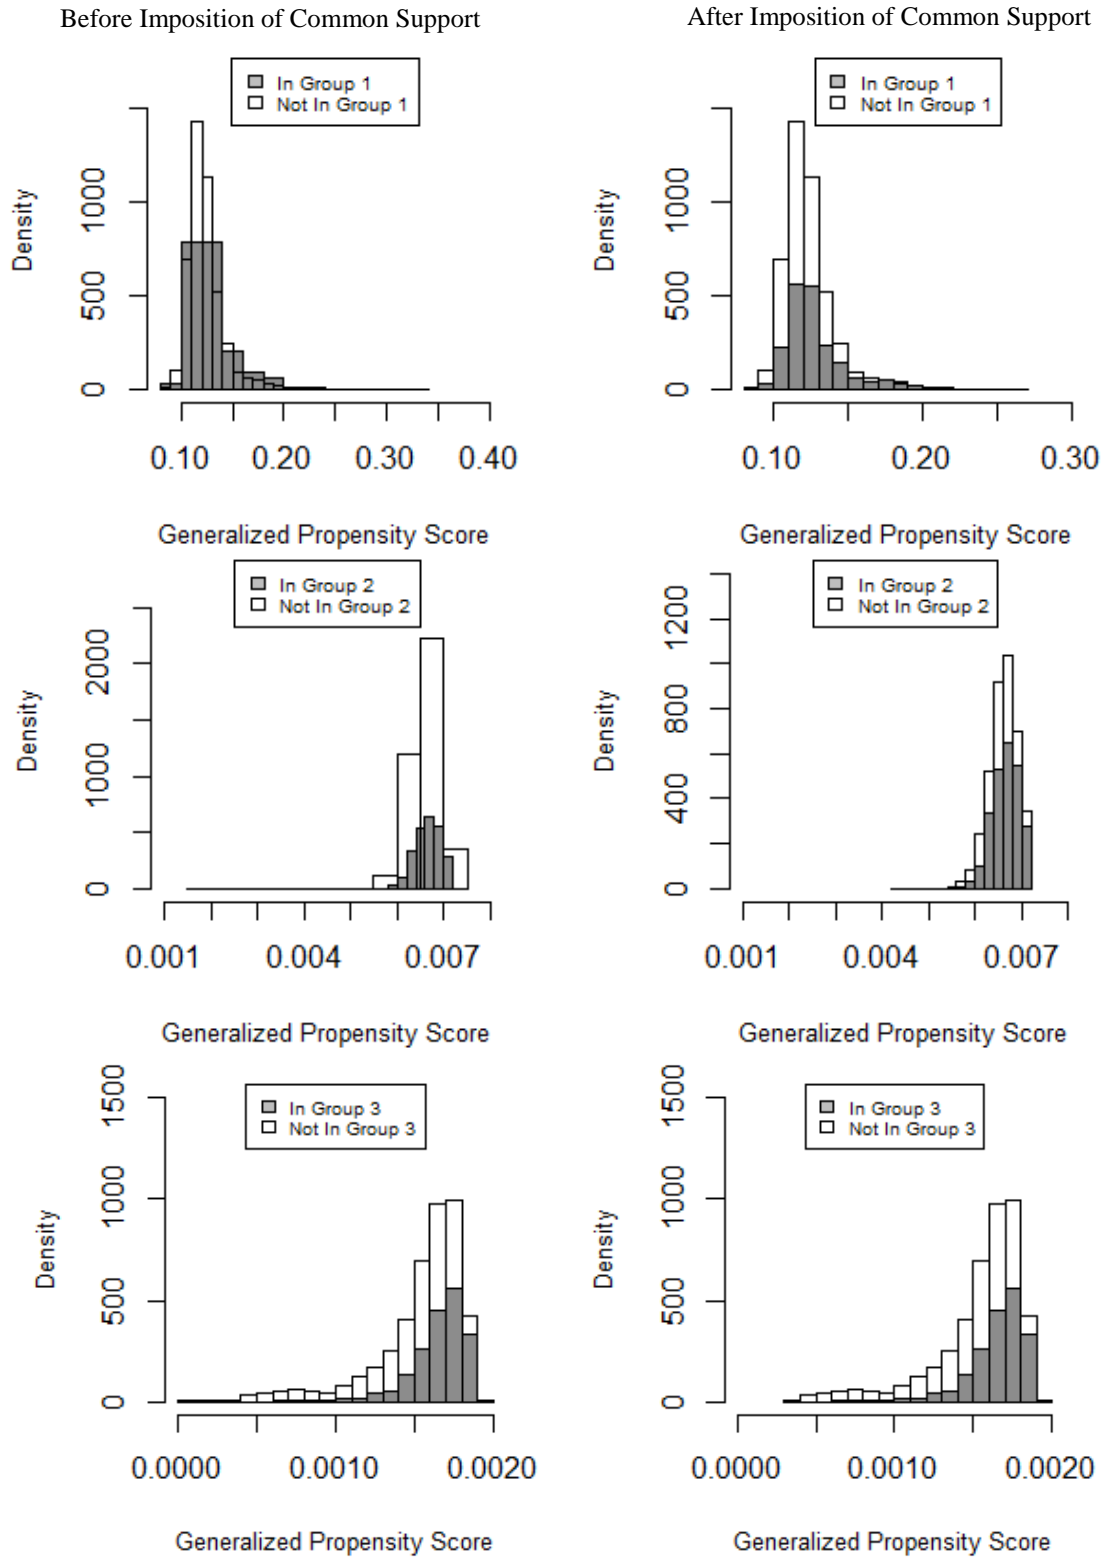 Before Imposition of Common Support
After Imposition of Common Support
In Group 1
Not In Group 1
Density
0 500 1000
0.10 0.20 0.30 0.40
Generalized Propensity Score
In Group 1
Not In Group 1
Density
0 500 1000
0.10 0.20 0.30
Generalized Propensity Score
In Group 2
Not In Group 2
Density
0 1000 2000
0.001 0.004 0.007
Generalized Propensity Score
In Group 2
Not In Group 2
Density
0 400 800 1200
0.001 0.004 0.007
Generalized Propensity Score
In Group 3
Not In Group 3
Density
0 500 1000 1500
0.0000 0.0010 0.0020
Generalized Propensity Score
In Group 3
Not In Group 3
Density
0 500 1000 1500
0.0000 0.0010 0.0020
Generalized Propensity Score